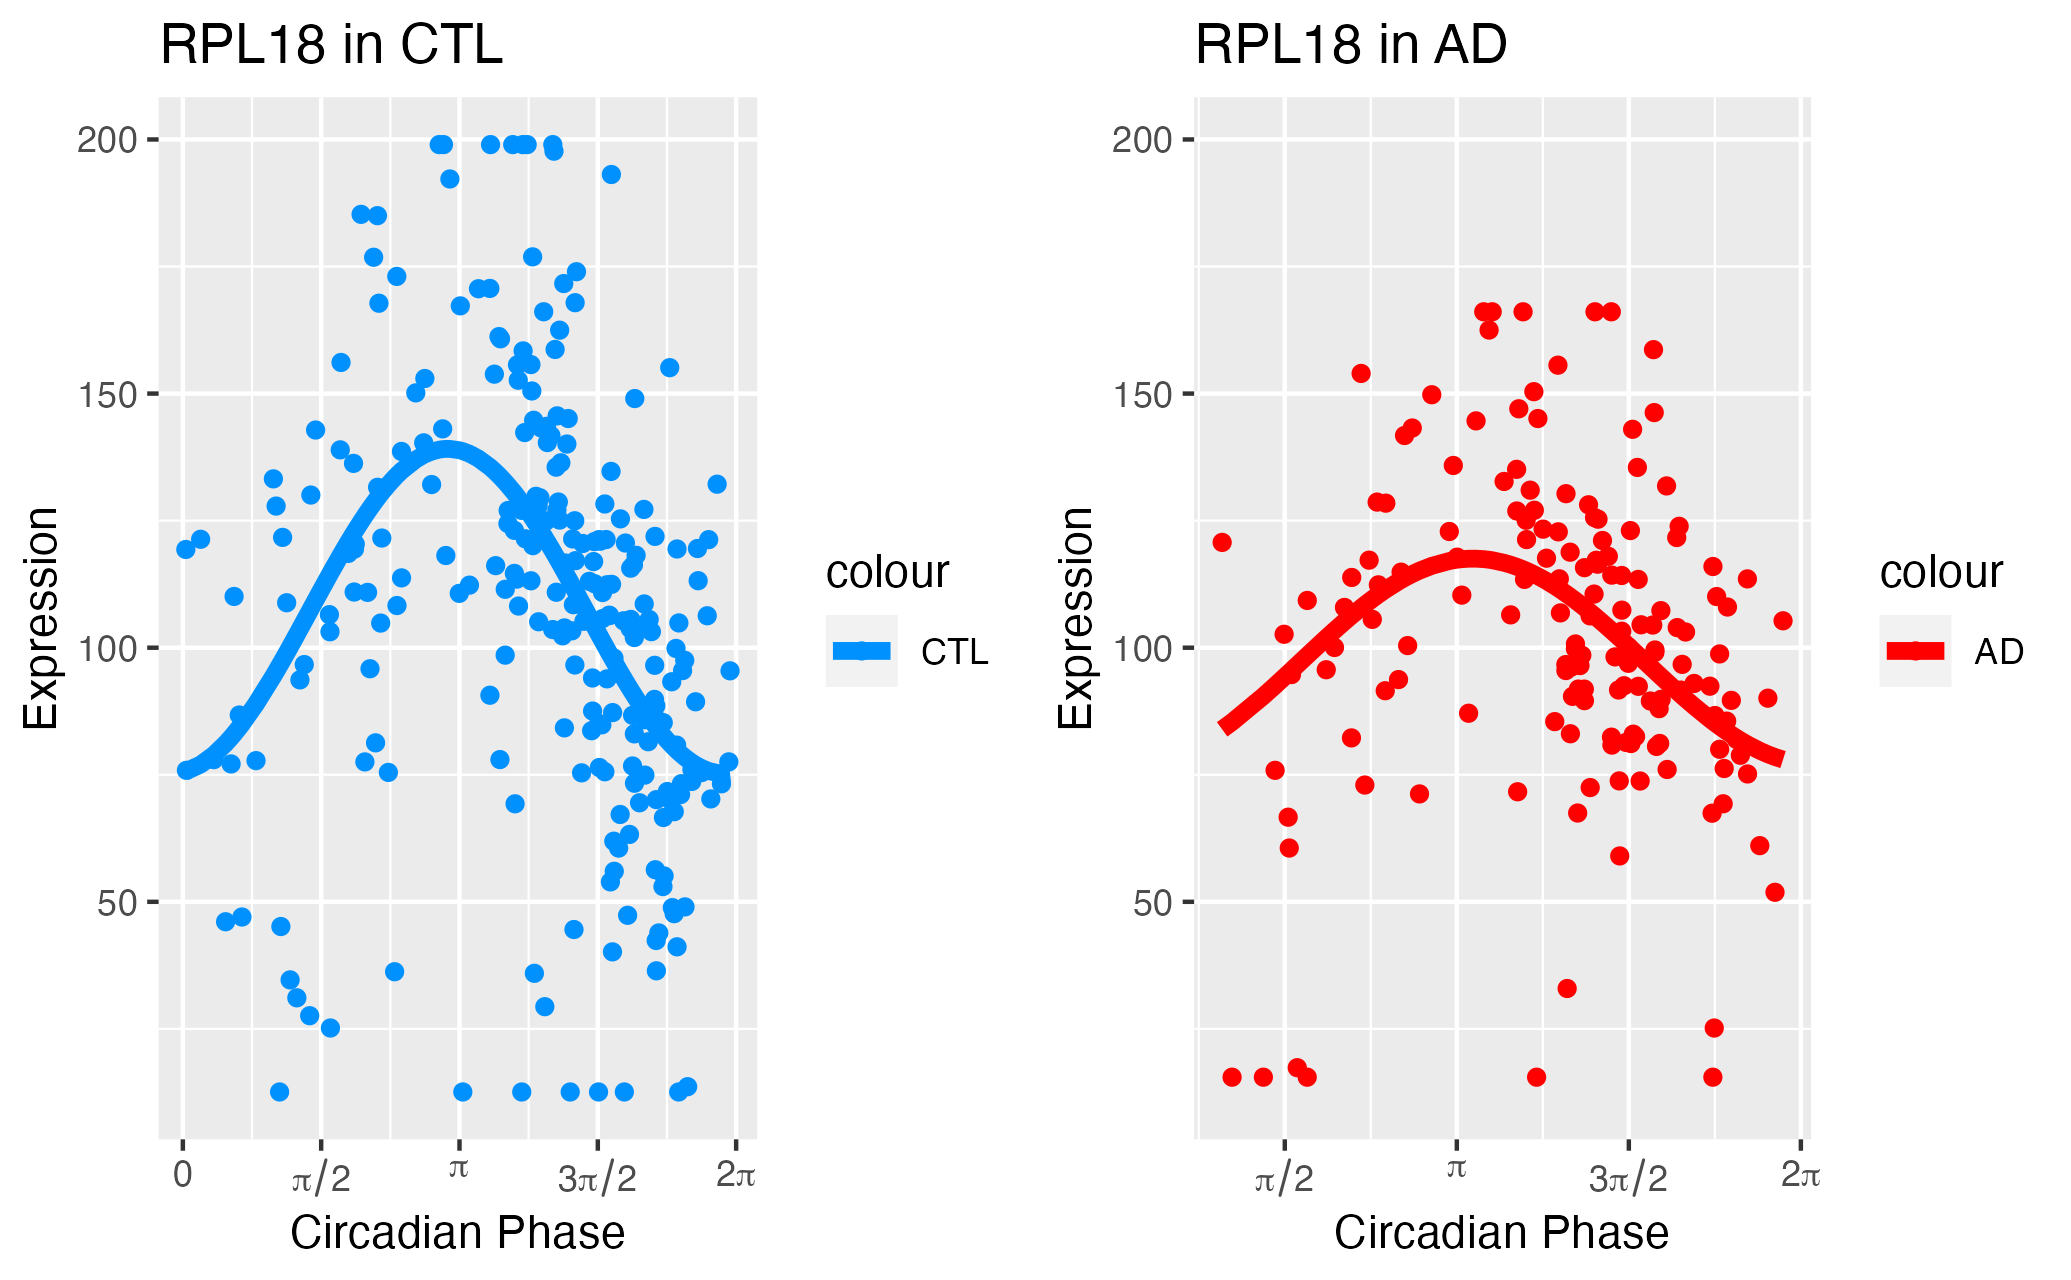 RPL18 in CTL
200
150
100
50
Expression
0 π/2 π 3π/2 2π
Circadian Phase
colour
CTL
RPL18 in AD
200
150
100
50
Expression
π/2 π 3π/2 2π
Circadian Phase
colour
AD